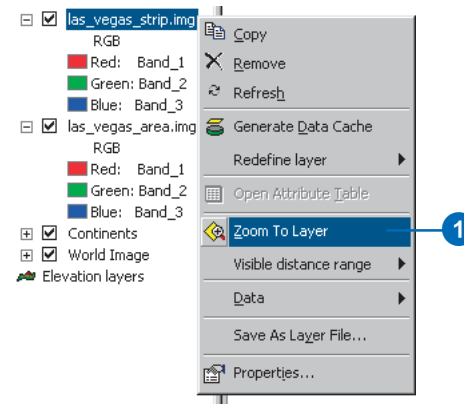 las_vegas_strip.img
RGB
Red: Band_1
Green: Band_2
Blue: Band_3
las_vegas_area.img
RGB
Red: Band_1
Green: Band_2
Blue: Band_3
Continents
World Image
Elevation layers
Copy
Remove
Refresh
Generate Data Cache
Redefine layer
Open Attribute Table
Zoom To Layer
1
Visible distance range
Data
Save As Layer File...
Properties...